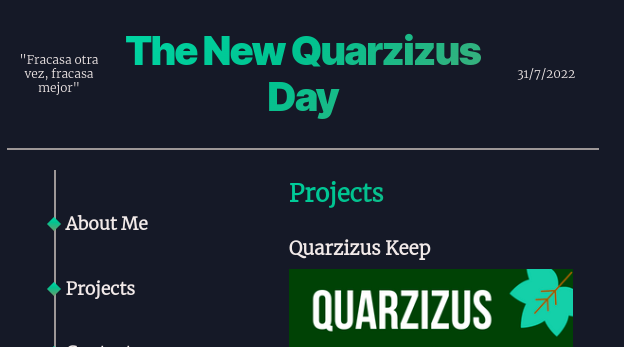 "Fracasa otra
vez, fracasa
mejor"
The New Quarzizus
Day
31/7/2022
About Me
Projects
Projects
Quarzizus Keep
QUARZIZUS